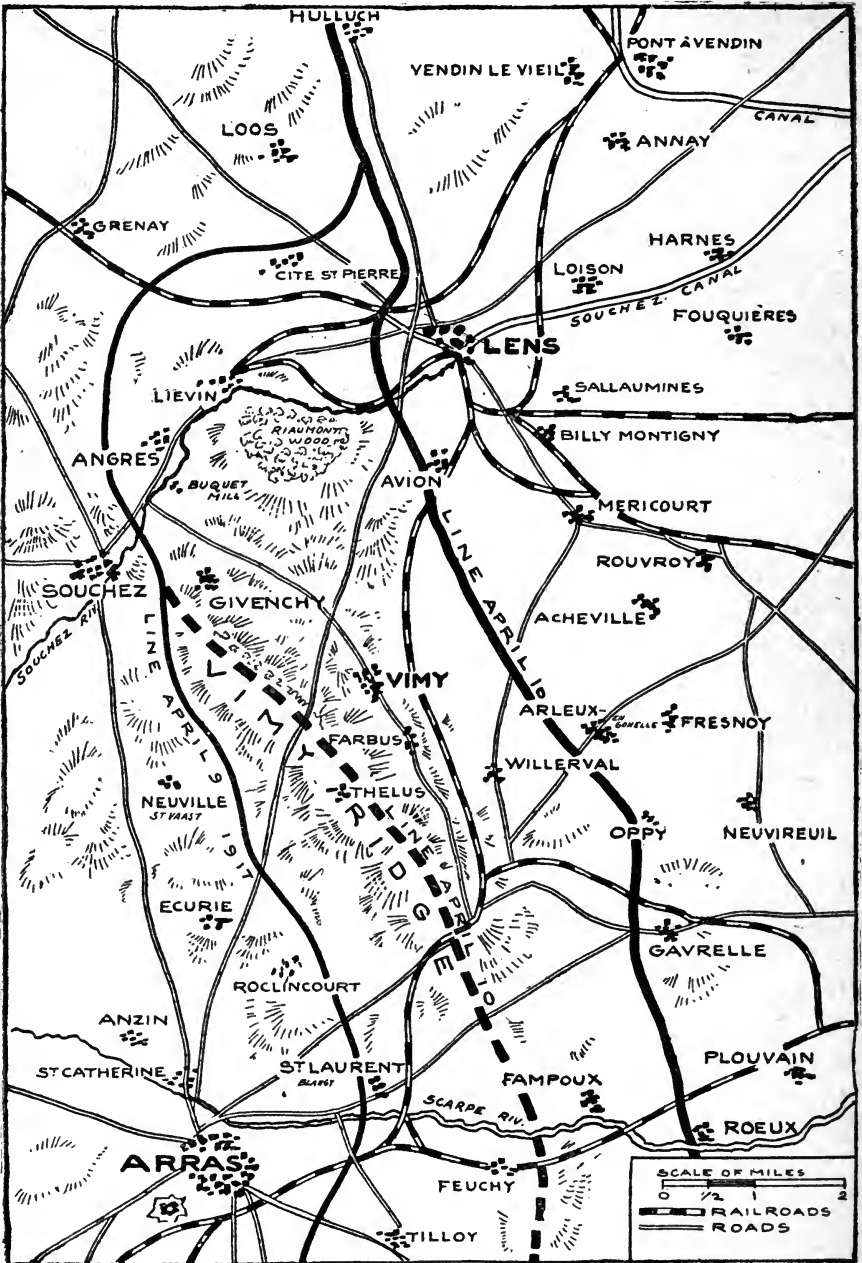 HULLUCH
PONT À VENDIN
VENDIN LE VIEIL
CANAL
LOOS
ANNAY
GRENAY
HARNES
CITE ST PIERRE
LOISON
SOUCHEZ CANAL
FOUQUIÈRES
LENS
LIEVIN
SALLAUMINES
RIAUMONT
WOOD
BILLY MONTIGNY
ANGRES
AVION
BUQUET
MILL
MERICOURT
ROUVROY
SOUCHEZ
GIVENCHY
ACHEVILLE
SOUCHEZ RIV.
LINE APRIL 9 1917
LINE APRIL 10
VIMY RIDGE
VIMY
ARLEUX-
EN
GOHELLE
FRESNOY
FARBUS
WILLERVAL
THELUS
NEUVILLE
ST VAAST
LINE APRIL 10
OPPY
NEUVIREUIL
ECURIE
GAVRELLE
ROCLINCOURT
ANZIN
ST CATHERINE
ST LAURENT
BLANGY
FAMPOUX
PLOUVAIN
SCARPE RIV.
ROEUX
ARRAS
FEUCHY
TILLOY
SCALE OF MILES
0 1/2 1 2
RAILROADS
ROADS